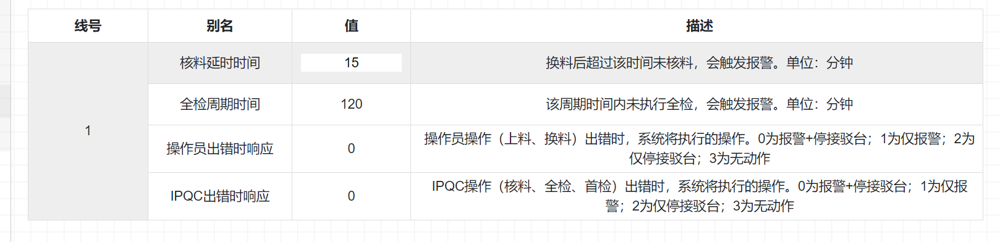 线号 别名 值 描述
核料延时时间 15 换料后超过该时间未核料，会触发报警。单位：分钟
全检周期时间 120 该周期时间内未执行全检，会触发报警。单位：分钟
1
操作员出错时响应 0 操作员操作（上料、换料）出错时，系统将执行的操作。0为报警+停接驳台；1为仅报警；2为
仅停接驳台；3为无动作
IPQC出错时响应 0 IPQC操作（核料、全检、首检）出错时，系统将执行的操作。0为报警+停接驳台；1为仅报
警；2为仅停接驳台；3为无动作